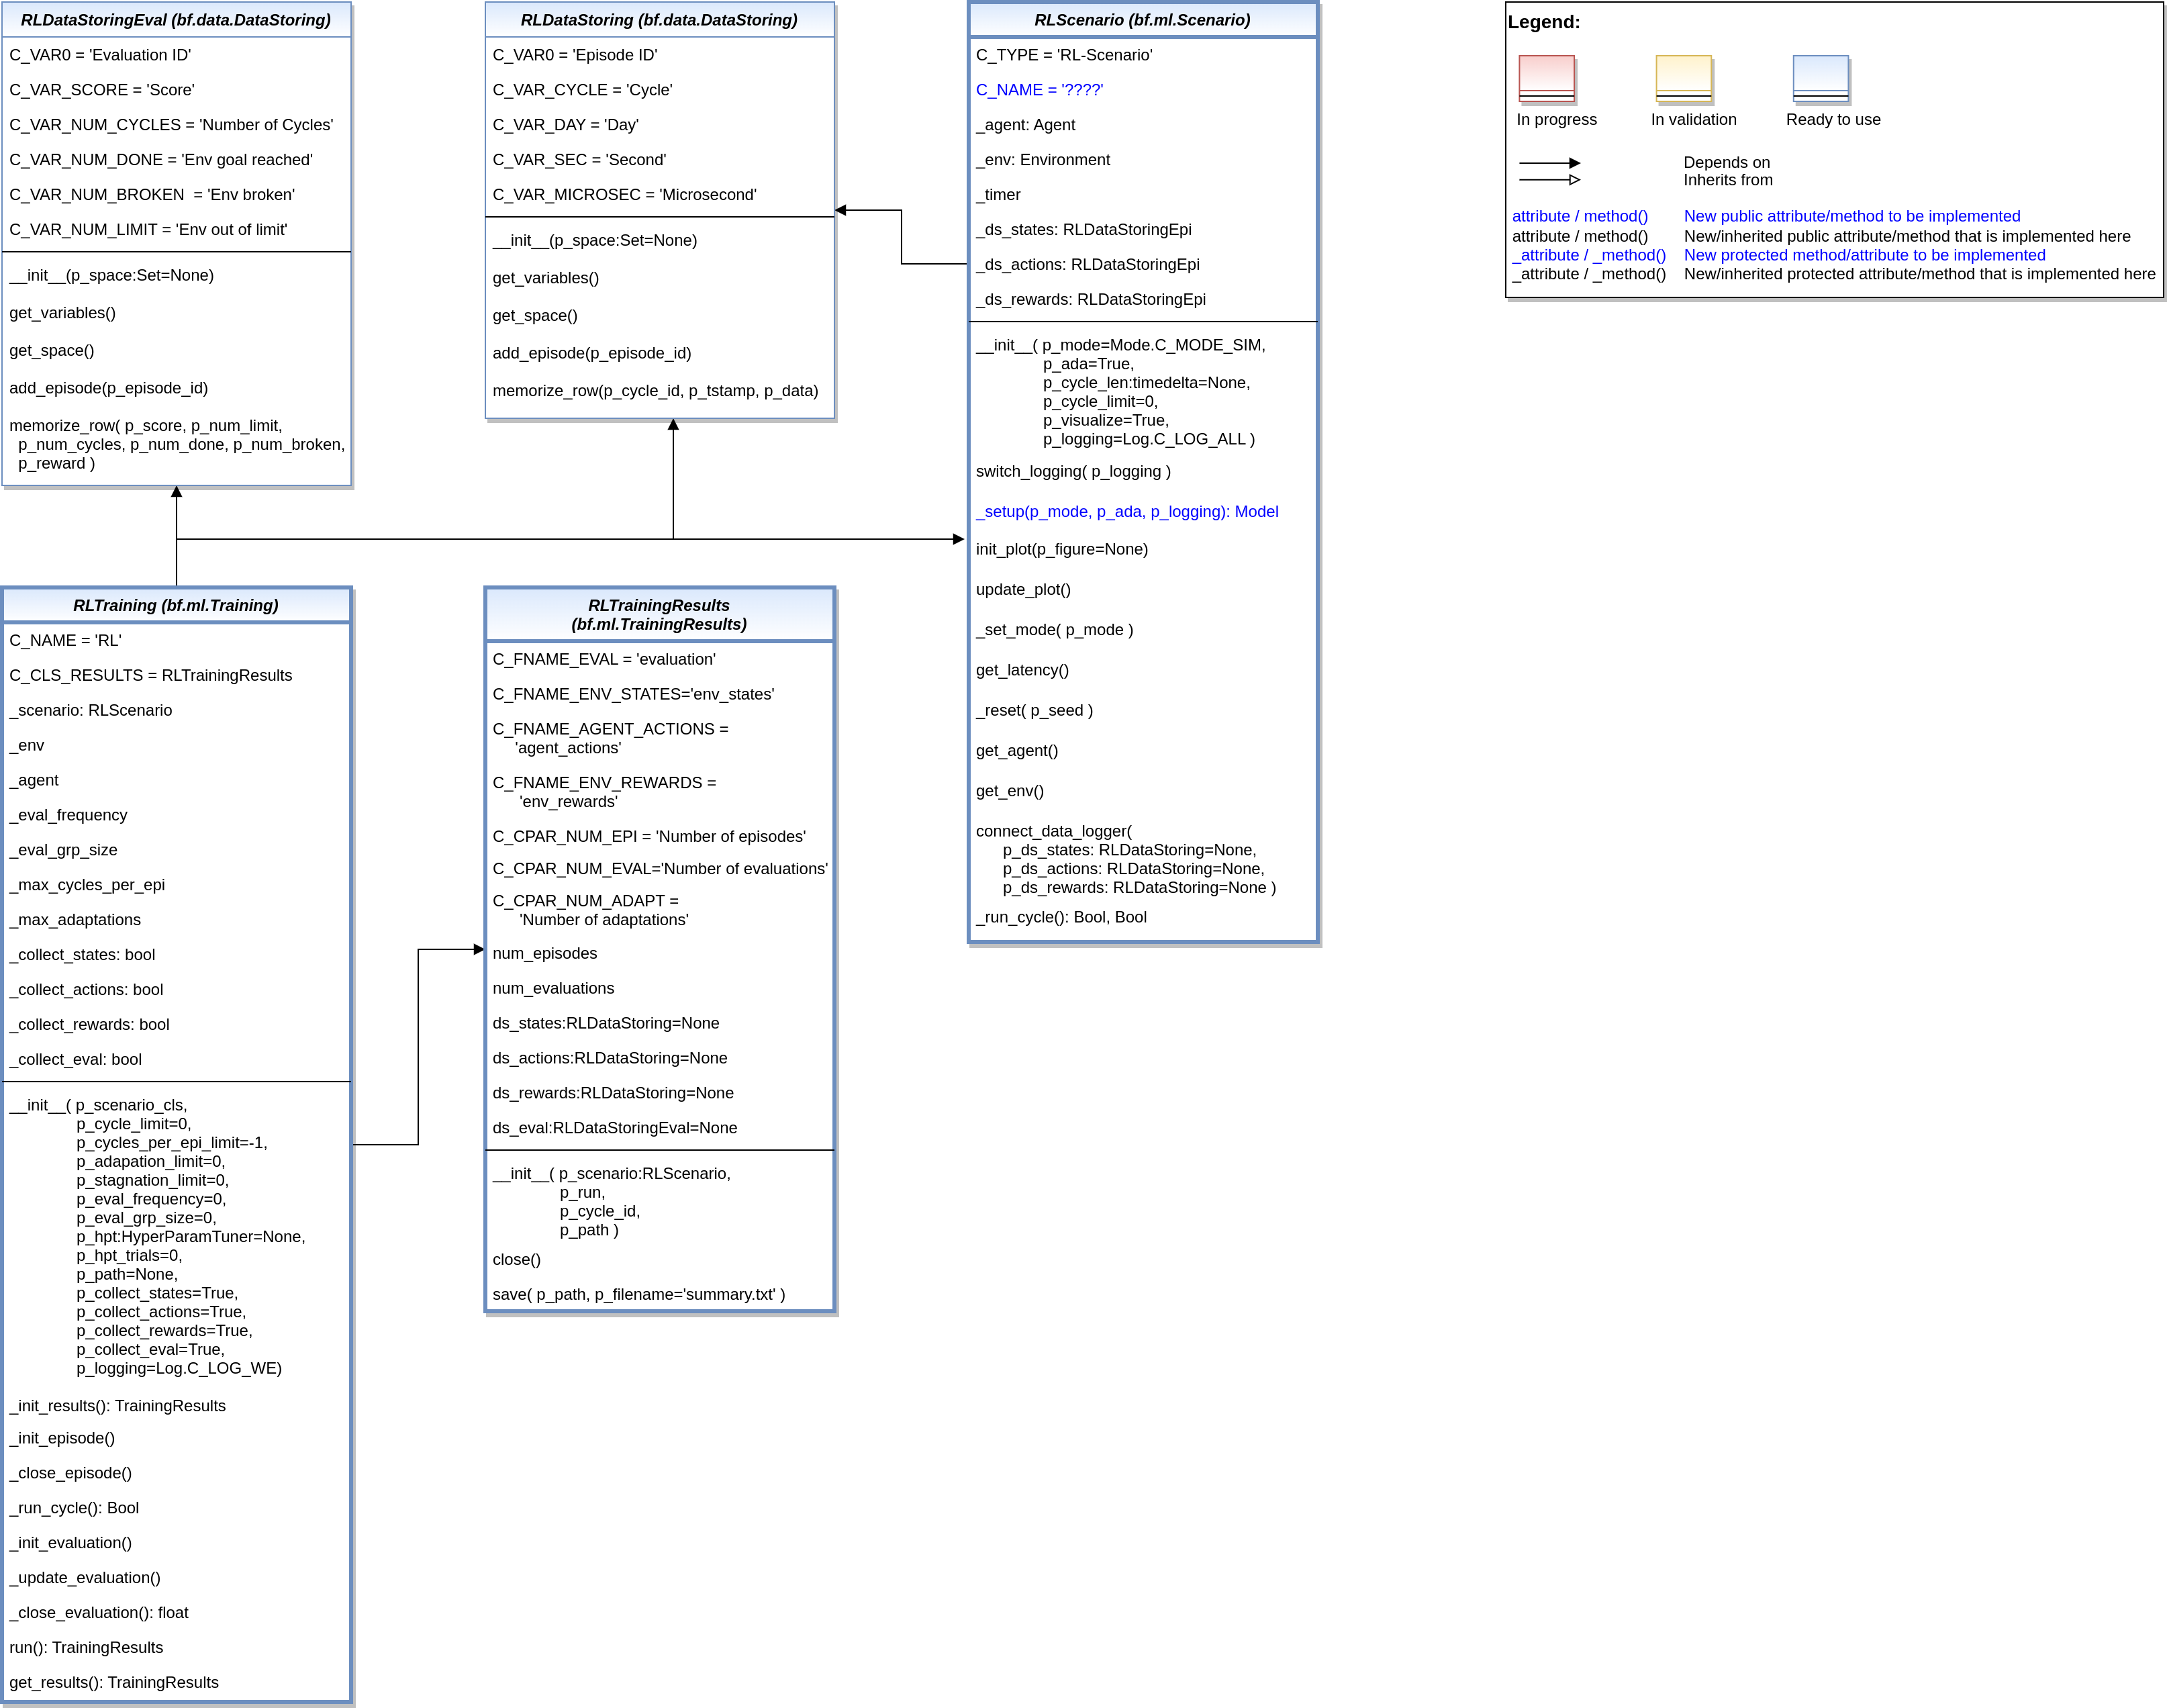 RLDataStoringEval (bf.data.DataStoring)
C_VAR0 = 'Evaluation ID'
C_VAR_SCORE = 'Score'
C_VAR_NUM_CYCLES = 'Number of Cycles'
C_VAR_NUM_DONE = 'Env goal reached'
C_VAR_NUM_BROKEN  = 'Env broken'
C_VAR_NUM_LIMIT = 'Env out of limit'
__init__(p_space:Set=None)
get_variables()
get_space()
add_episode(p_episode_id)
memorize_row( p_score, p_num_limit,
p_num_cycles, p_num_done, p_num_broken,
p_reward )
RLDataStoring (bf.data.DataStoring)
C_VAR0 = 'Episode ID'
C_VAR_CYCLE = 'Cycle'
C_VAR_DAY = 'Day'
C_VAR_SEC = 'Second'
C_VAR_MICROSEC = 'Microsecond'
__init__(p_space:Set=None)
get_variables()
get_space()
add_episode(p_episode_id)
memorize_row(p_cycle_id, p_tstamp, p_data)
RLScenario (bf.ml.Scenario)
C_TYPE = 'RL-Scenario'
C_NAME = '????'
_agent: Agent
_env: Environment
_timer
_ds_states: RLDataStoringEpi
_ds_actions: RLDataStoringEpi
_ds_rewards: RLDataStoringEpi
__init__( p_mode=Mode.C_MODE_SIM,
p_ada=True,
p_cycle_len:timedelta=None,
p_cycle_limit=0,
p_visualize=True,
p_logging=Log.C_LOG_ALL )
switch_logging( p_logging )
_setup(p_mode, p_ada, p_logging): Model
init_plot(p_figure=None)
update_plot()
_set_mode( p_mode )
get_latency()
_reset( p_seed )
get_agent()
get_env()
connect_data_logger(
p_ds_states: RLDataStoring=None,
p_ds_actions: RLDataStoring=None,
p_ds_rewards: RLDataStoring=None )
_run_cycle(): Bool, Bool
Legend:
In progress
In validation
Ready to use
Depends on
Inherits from
attribute / method() New public attribute/method to be implemented
attribute / method() New/inherited public attribute/method that is implemented here
_attribute / _method() New protected method/attribute to be implemented
_attribute / _method() New/inherited protected attribute/method that is implemented here
RLTraining (bf.ml.Training)
C_NAME = 'RL'
C_CLS_RESULTS = RLTrainingResults
_scenario: RLScenario
_env
_agent
_eval_frequency
_eval_grp_size
_max_cycles_per_epi
_max_adaptations
_collect_states: bool
_collect_actions: bool
_collect_rewards: bool
_collect_eval: bool
__init__( p_scenario_cls,
p_cycle_limit=0,
p_cycles_per_epi_limit=-1,
p_adapation_limit=0,
p_stagnation_limit=0,
p_eval_frequency=0,
p_eval_grp_size=0,
p_hpt:HyperParamTuner=None,
p_hpt_trials=0,
p_path=None,
p_collect_states=True,
p_collect_actions=True,
p_collect_rewards=True,
p_collect_eval=True,
p_logging=Log.C_LOG_WE)
_init_results(): TrainingResults
_init_episode()
_close_episode()
_run_cycle(): Bool
_init_evaluation()
_update_evaluation()
_close_evaluation(): float
run(): TrainingResults
get_results(): TrainingResults
RLTrainingResults
(bf.ml.TrainingResults)
C_FNAME_EVAL = 'evaluation'
C_FNAME_ENV_STATES='env_states'
C_FNAME_AGENT_ACTIONS =
'agent_actions'
C_FNAME_ENV_REWARDS =
'env_rewards'
C_CPAR_NUM_EPI = 'Number of episodes'
C_CPAR_NUM_EVAL='Number of evaluations'
C_CPAR_NUM_ADAPT =
'Number of adaptations'
num_episodes
num_evaluations
ds_states:RLDataStoring=None
ds_actions:RLDataStoring=None
ds_rewards:RLDataStoring=None
ds_eval:RLDataStoringEval=None
__init__( p_scenario:RLScenario,
p_run,
p_cycle_id,
p_path )
close()
save( p_path, p_filename='summary.txt' )